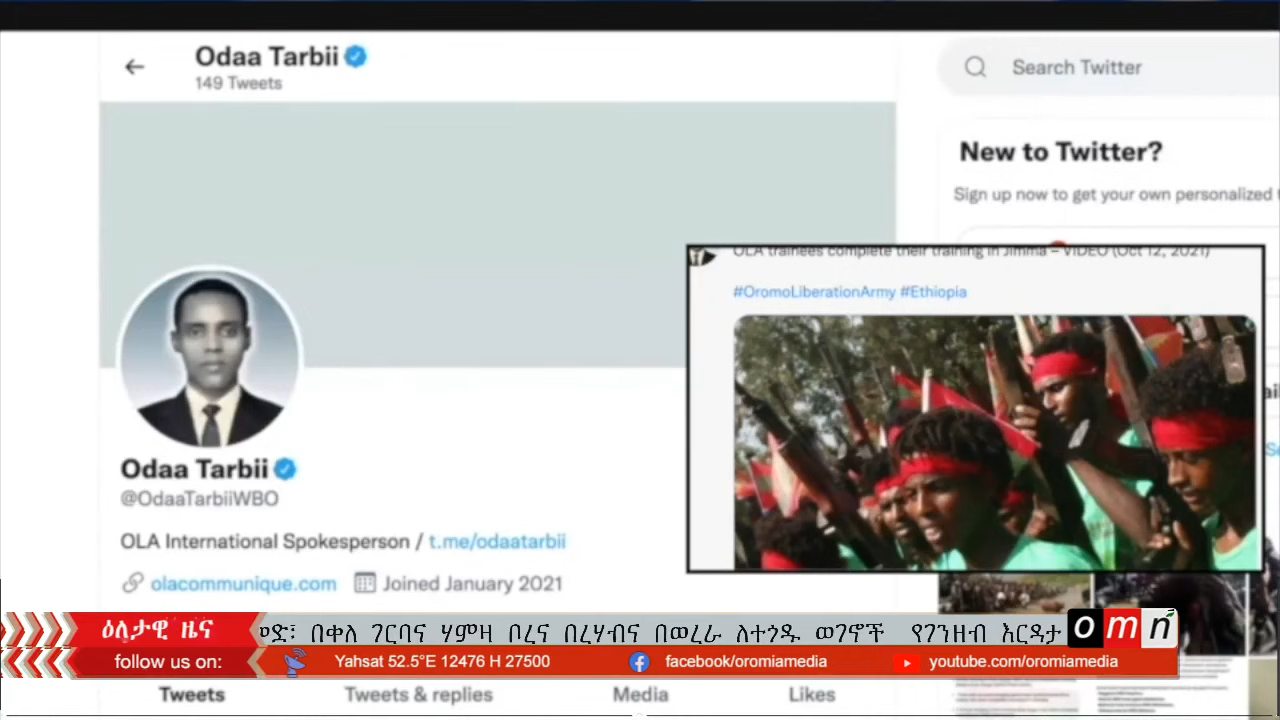 Odaa Tarbii
149 Tweets
Search Twitter
New to Twitter?
Sign up now to get your own personalized
OLA trainees complete their training in Jimma – VIDEO (Oct 12, 2021)
#OromoLiberationArmy #Ethiopia
Odaa Tarbii
@OdaaTarbiiWBO
OLA International Spokesperson / t.me/odaatarbii
olacommunique.com Joined January 2021
ዕለታዊ ዜና
በቀለ ገርባና ሃምዛ ቦረና በረሃብና በወረራ ለተጎዱ ወገኖች የገንዘብ እርዳታ
omn
follow us on:
Yahsat 52.5°E 12476 H 27500
facebook/oromiamedia
youtube.com/oromiamedia
Tweets
Tweets & replies
Media
Likes